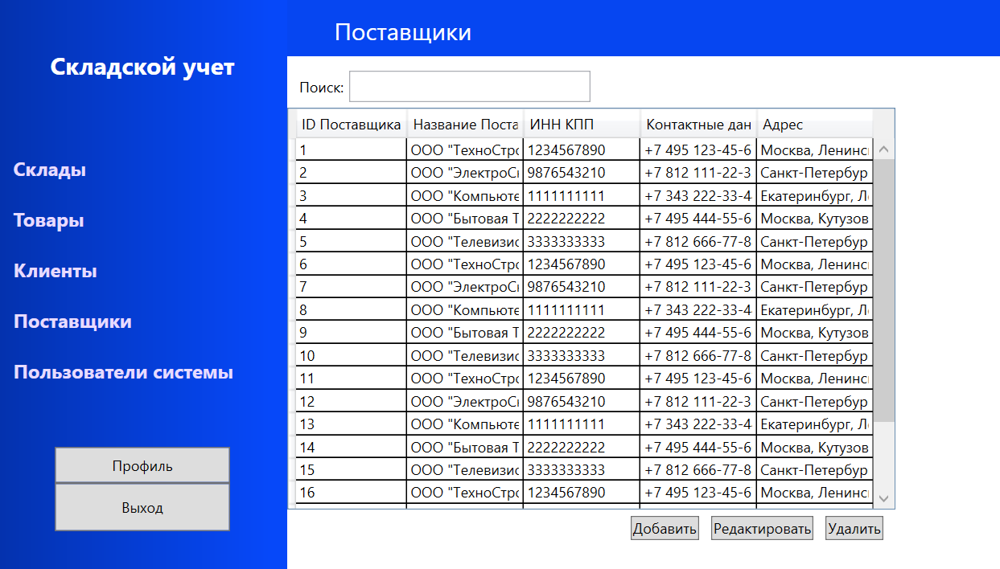 Складской учет
Склады
Товары
Клиенты
Поставщики
Пользователи системы
Профиль
Выход
Поставщики
Поиск:
ID Поставщика Название Поста ИНН КПП Контактные дан Адрес
1 ООО "ТехноСтро 1234567890 +7 495 123-45-6 Москва, Ленинс
2 ООО "ЭлектроС 9876543210 +7 812 111-22-3 Санкт-Петербур
3 ООО "Компьюте 1111111111 +7 343 222-33-4 Екатеринбург, Л
4 ООО "Бытовая Т 2222222222 +7 495 444-55-6 Москва, Кутузов
5 ООО "Телевизис 3333333333 +7 812 666-77-8 Санкт-Петербур
6 ООО "ТехноСтро 1234567890 +7 495 123-45-6 Москва, Ленинс
7 ООО "ЭлектроС 9876543210 +7 812 111-22-3 Санкт-Петербур
8 ООО "Компьюте 1111111111 +7 343 222-33-4 Екатеринбург, Л
9 ООО "Бытовая Т 2222222222 +7 495 444-55-6 Москва, Кутузов
10 ООО "Телевизис 3333333333 +7 812 666-77-8 Санкт-Петербур
11 ООО "ТехноСтро 1234567890 +7 495 123-45-6 Москва, Ленинс
12 ООО "ЭлектроС 9876543210 +7 812 111-22-3 Санкт-Петербур
13 ООО "Компьюте 1111111111 +7 343 222-33-4 Екатеринбург, Л
14 ООО "Бытовая Т 2222222222 +7 495 444-55-6 Москва, Кутузов
15 ООО "Телевизис 3333333333 +7 812 666-77-8 Санкт-Петербур
16 ООО "ТехноСтро 1234567890 +7 495 123-45-6 Москва, Ленинс
Добавить Редактировать Удалить